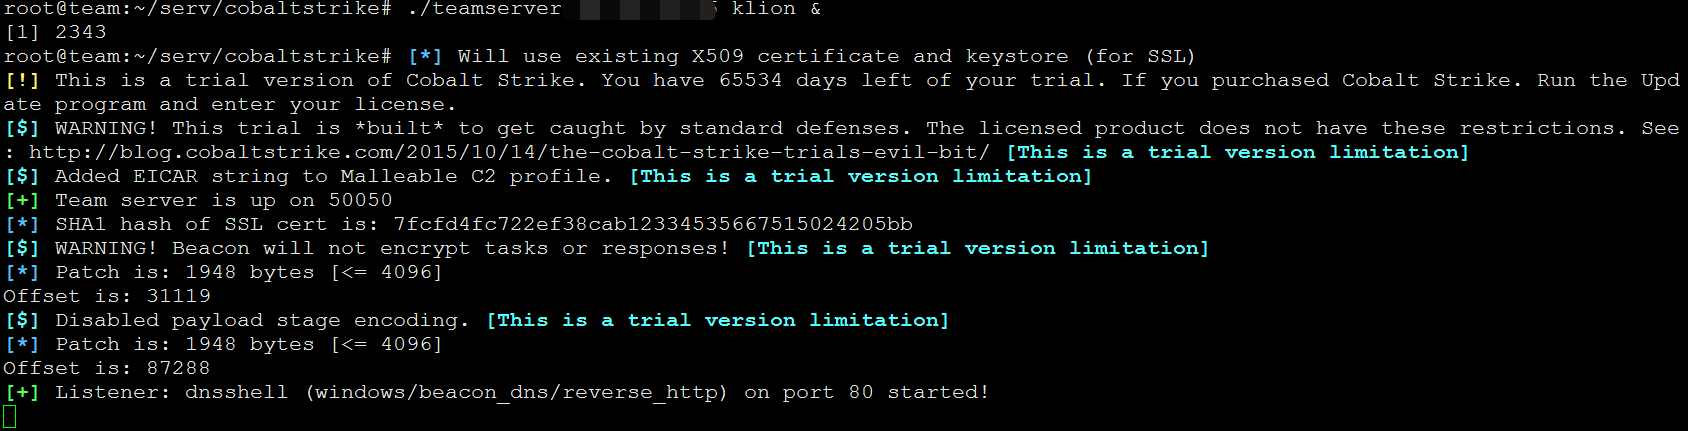 root@team:~/serv/cobaltstrike# ./teamserver klion &
[1] 2343
root@team:~/serv/cobaltstrike# [*] Will use existing X509 certificate and keystore (for SSL)
[!] This is a trial version of Cobalt Strike. You have 65534 days left of your trial. If you purchased Cobalt Strike. Run the Upd
ate program and enter your license.
[$] WARNING! This trial is *built* to get caught by standard defenses. The licensed product does not have these restrictions. See
: http://blog.cobaltstrike.com/2015/10/14/the-cobalt-strike-trials-evil-bit/ [This is a trial version limitation]
[$] Added EICAR string to Malleable C2 profile. [This is a trial version limitation]
[+] Team server is up on 50050
[*] SHA1 hash of SSL cert is: 7fcfd4fc722ef38cab12334535667515024205bb
[$] WARNING! Beacon will not encrypt tasks or responses! [This is a trial version limitation]
[*] Patch is: 1948 bytes [<= 4096]
Offset is: 31119
[$] Disabled payload stage encoding. [This is a trial version limitation]
[*] Patch is: 1948 bytes [<= 4096]
Offset is: 87288
[+] Listener: dnsshell (windows/beacon_dns/reverse_http) on port 80 started!